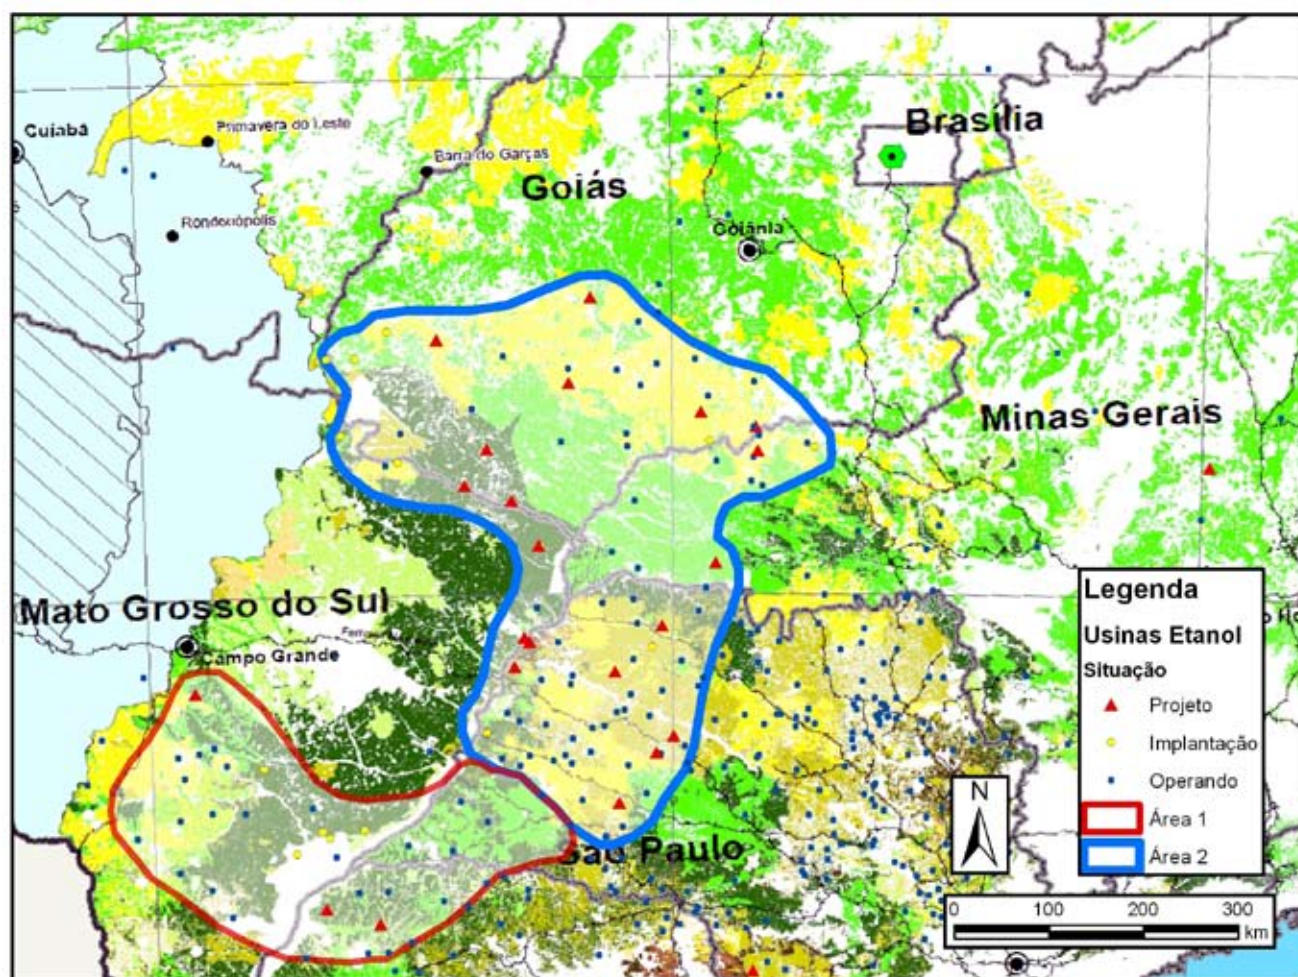 Cuiabá
Primavera do Leste
Barra do Garças
Brasília
Goiás
Rondonópolis
Goiânia
Minas Gerais
Mato Grosso do Sul
Campo Grande
São Paulo
Legenda
Usinas Etanol
Situação
Projeto
Implantação
Operando
Área 1
Área 2
N
0 100 200 300
km